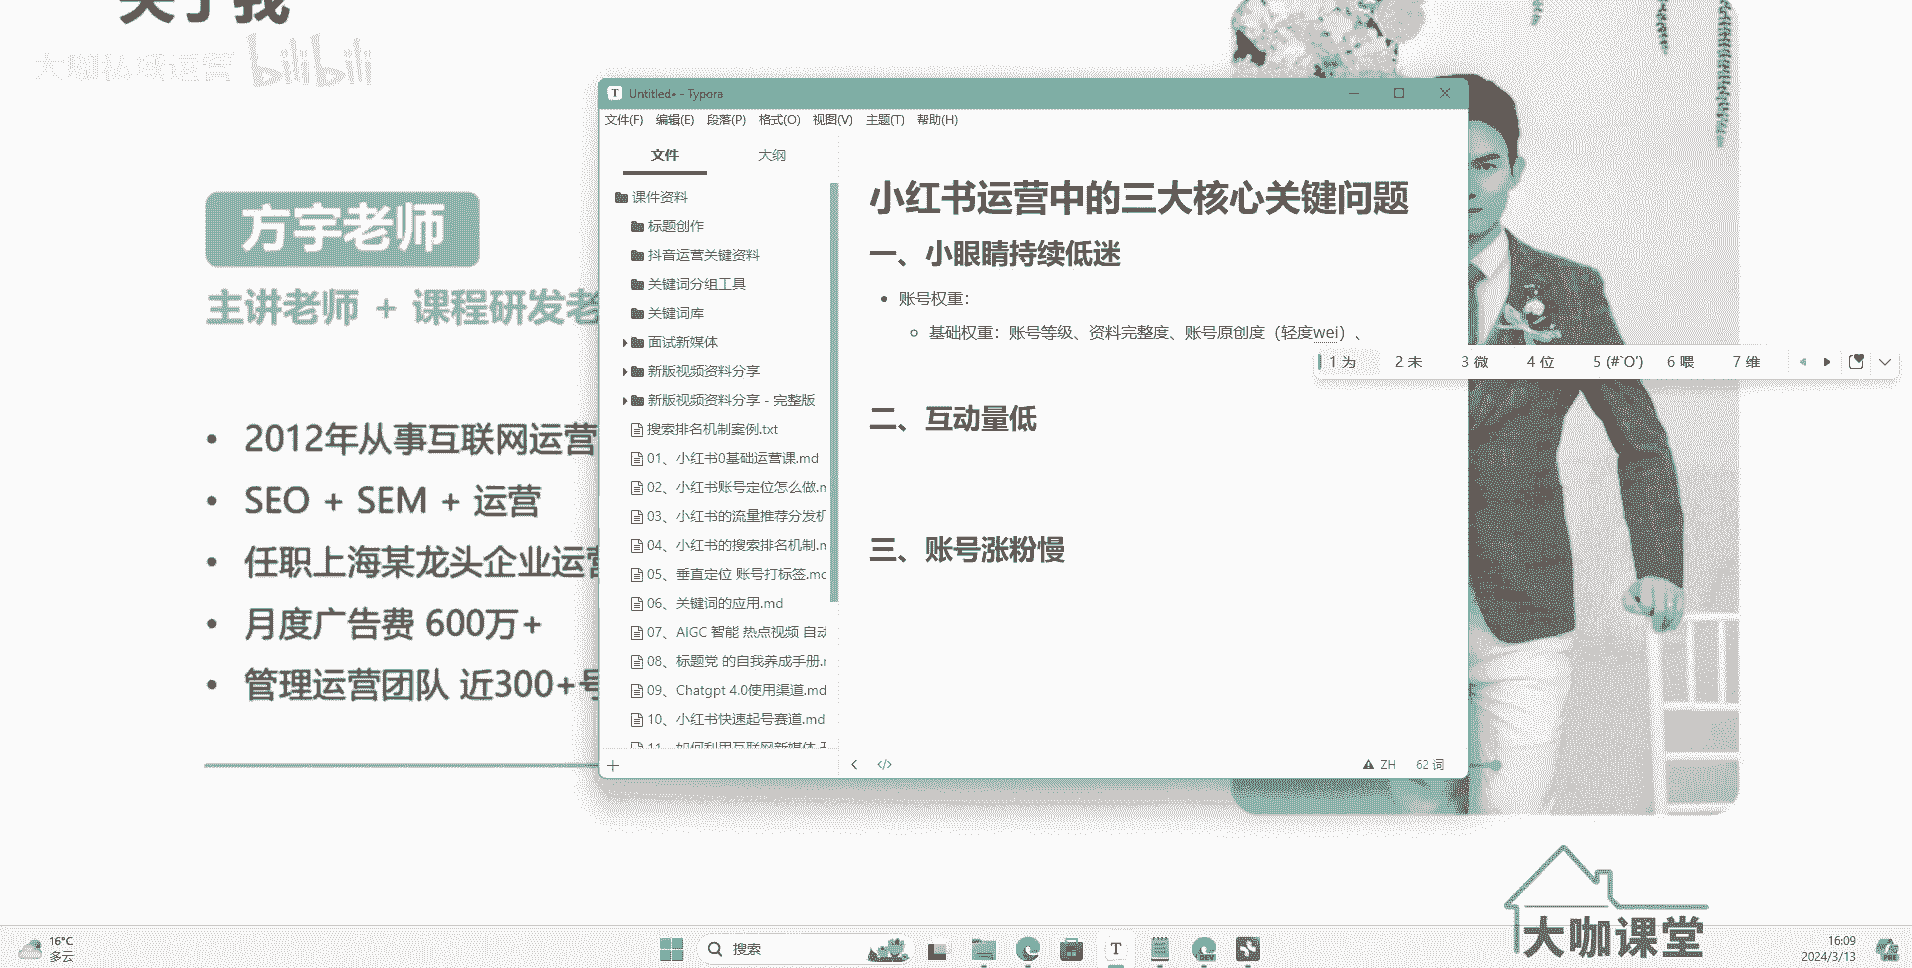 关于我
大咖私域运营 bilibili
方宇老师
主讲老师 + 课程研发老
• 2012年从事互联网运营
• SEO + SEM + 运营
• 任职上海某龙头企业运营
• 月度广告费 600万+
• 管理运营团队 近300+号
Untitled• - Typora
文件(F) 编辑(E) 段落(P) 格式(O) 视图(V) 主题(T) 帮助(H)
文件 大纲
课件资料
标题创作
抖音运营关键资料
关键词分组工具
关键词库
面试新媒体
新版视频资料分享
新版视频资料分享 - 完整版
搜索排名机制案例.txt
01、小红书0基础运营课.md
02、小红书账号定位怎么做.m
03、小红书的流量推荐分发机
04、小红书的搜索排名机制.m
05、垂直定位 账号打标签.md
06、关键词的应用.md
07、AIGC 智能 热点视频 自动
08、标题党 的自我养成手册.m
09、Chatgpt 4.0使用渠道.md
10、小红书快速起号赛道.md
11、如何利用互联网新媒体
小红书运营中的三大核心关键问题
一、小眼睛持续低迷
• 账号权重：
◦ 基础权重：账号等级、资料完整度、账号原创度（轻度wei）、
1 为 2 未 3 微 4 位 5 (#`O′) 6 喂 7 维
二、互动量低
三、账号涨粉慢
ZH 62 词
大咖课堂
16°C
多云
搜索
T
DEV
16:09
2024/3/13
PRE